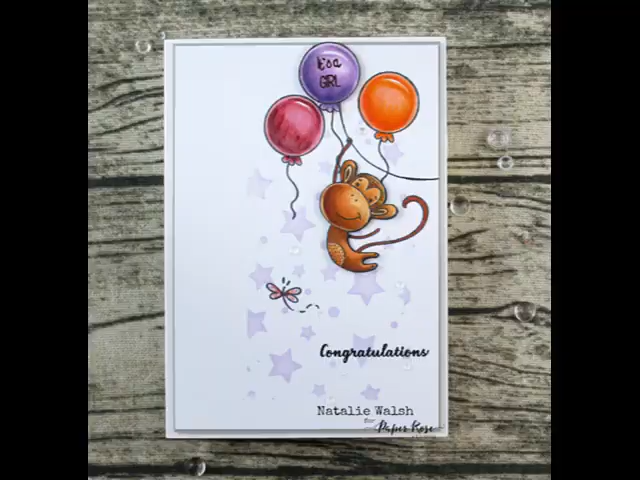 it's a
GIRL
Congratulations
Natalie Walsh
for
Paper Rose